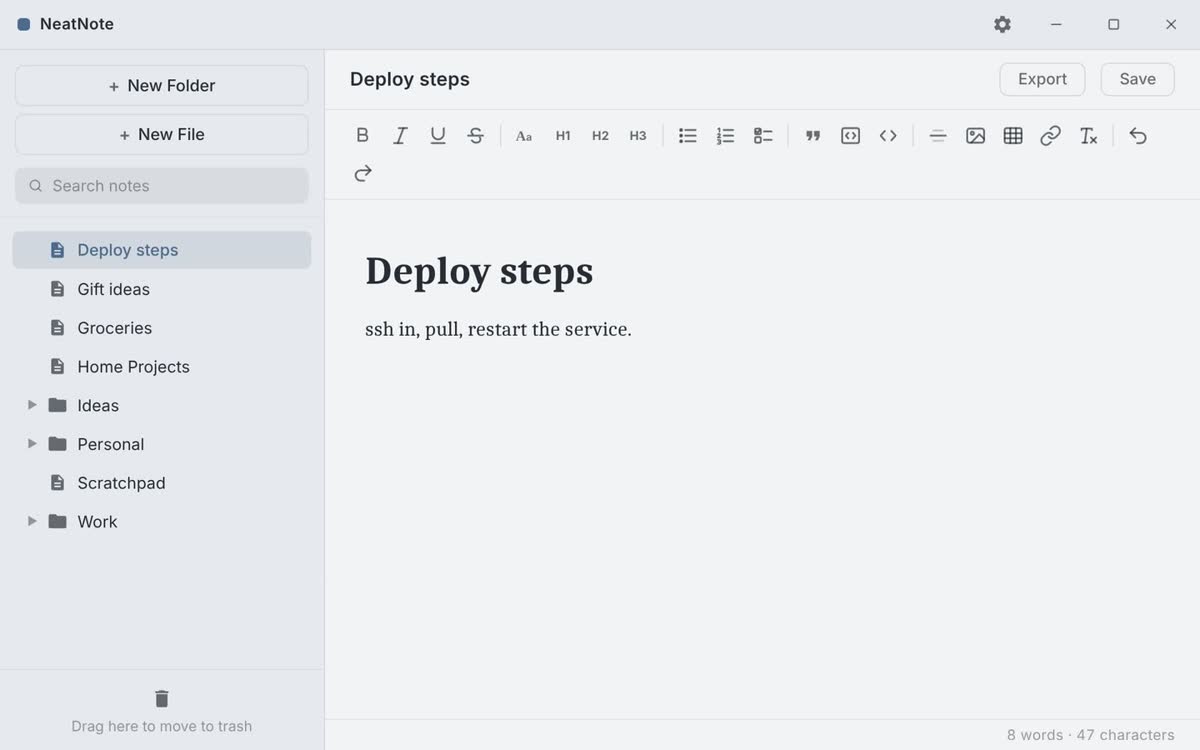 NeatNote
+ New Folder
+ New File
Search notes
Deploy steps
Gift ideas
Groceries
Home Projects
Ideas
Personal
Scratchpad
Work
Drag here to move to trash
Deploy steps
Export
Save
B I U S Aa H1 H2 H3
Deploy steps
ssh in, pull, restart the service.
8 words · 47 characters